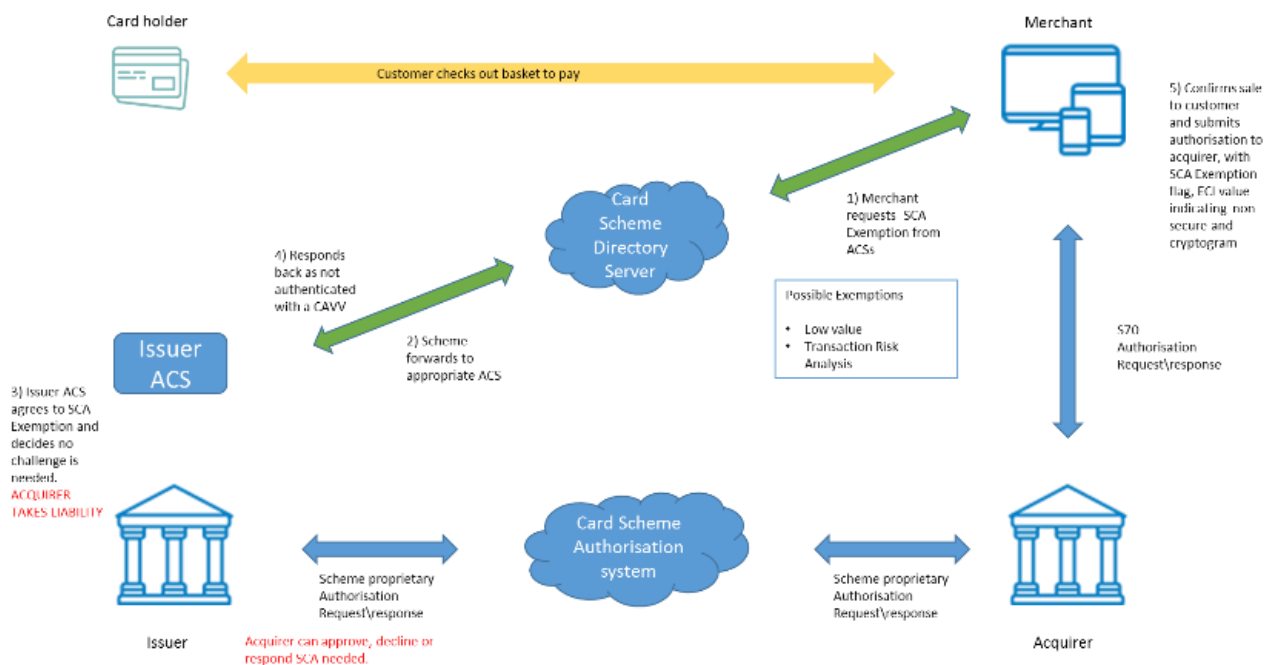 Card holder
Merchant
Customer checks out basket to pay
5) Confirms sale
to customer
and submits
authorisation to
acquirer, with
SCA Exemption
flag, ECI value
indicating non
secure and
cryptogram
Card
Scheme
Directory
Server
1) Merchant
requests SCA
Exemption from
ACSs
4) Responds
back as not
authenticated
with a CAVV
Possible Exemptions
• Low value
• Transaction Risk
Analysis
2) Scheme
forwards to
appropriate ACS
S70
Authorisation
Request\response
Issuer
ACS
3) Issuer ACS
agrees to SCA
Exemption and
decides no
challenge is
needed.
ACQUIRER
TAKES LIABILITY
Card Scheme
Authorisation
system
Scheme proprietary
Authorisation
Request\response
Scheme proprietary
Authorisation
Request\response
Issuer
Acquirer can approve, decline or
respond SCA needed.
Acquirer